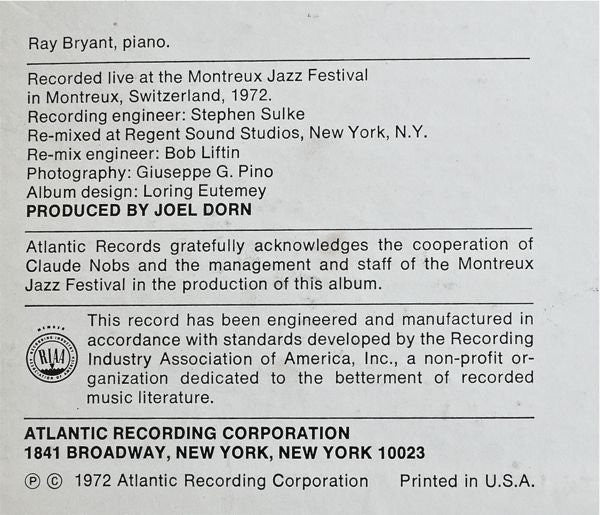 Ray Bryant, piano.
Recorded live at the Montreux Jazz Festival
in Montreux, Switzerland, 1972.
Recording engineer: Stephen Sulke
Re-mixed at Regent Sound Studios, New York, N.Y.
Re-mix engineer: Bob Liftin
Photography: Giuseppe G. Pino
Album design: Loring Eutemey
PRODUCED BY JOEL DORN
Atlantic Records gratefully acknowledges the cooperation of
Claude Nobs and the management and staff of the Montreux
Jazz Festival in the production of this album.
MEMBER
RECORDING INDUSTRY
RIAA
ASSOCIATION OF AMERICA
This record has been engineered and manufactured in
accordance with standards developed by the Recording
Industry Association of America, Inc., a non-profit or-
ganization dedicated to the betterment of recorded
music literature.
ATLANTIC RECORDING CORPORATION
1841 BROADWAY, NEW YORK, NEW YORK 10023
Ⓟ © 1972 Atlantic Recording Corporation Printed in U.S.A.